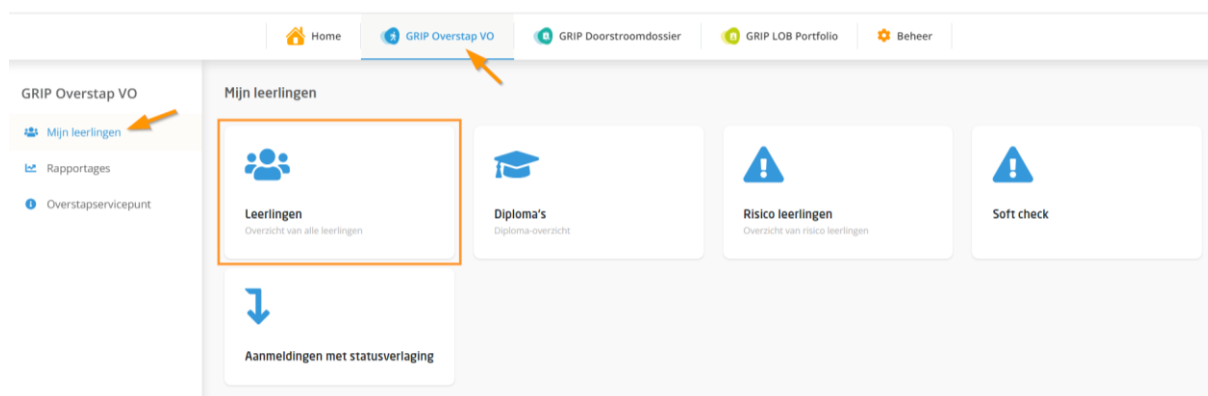 Home
GRIP Overstap VO
GRIP Doorstroomdossier
GRIP LOB Portfolio
Beheer
GRIP Overstap VO
Mijn leerlingen
Rapportages
Overstapservicepunt
Mijn leerlingen
Leerlingen
Overzicht van alle leerlingen
Diploma's
Diploma-overzicht
Risico leerlingen
Overzicht van risico leerlingen
Soft check
Aanmeldingen met statusverlaging